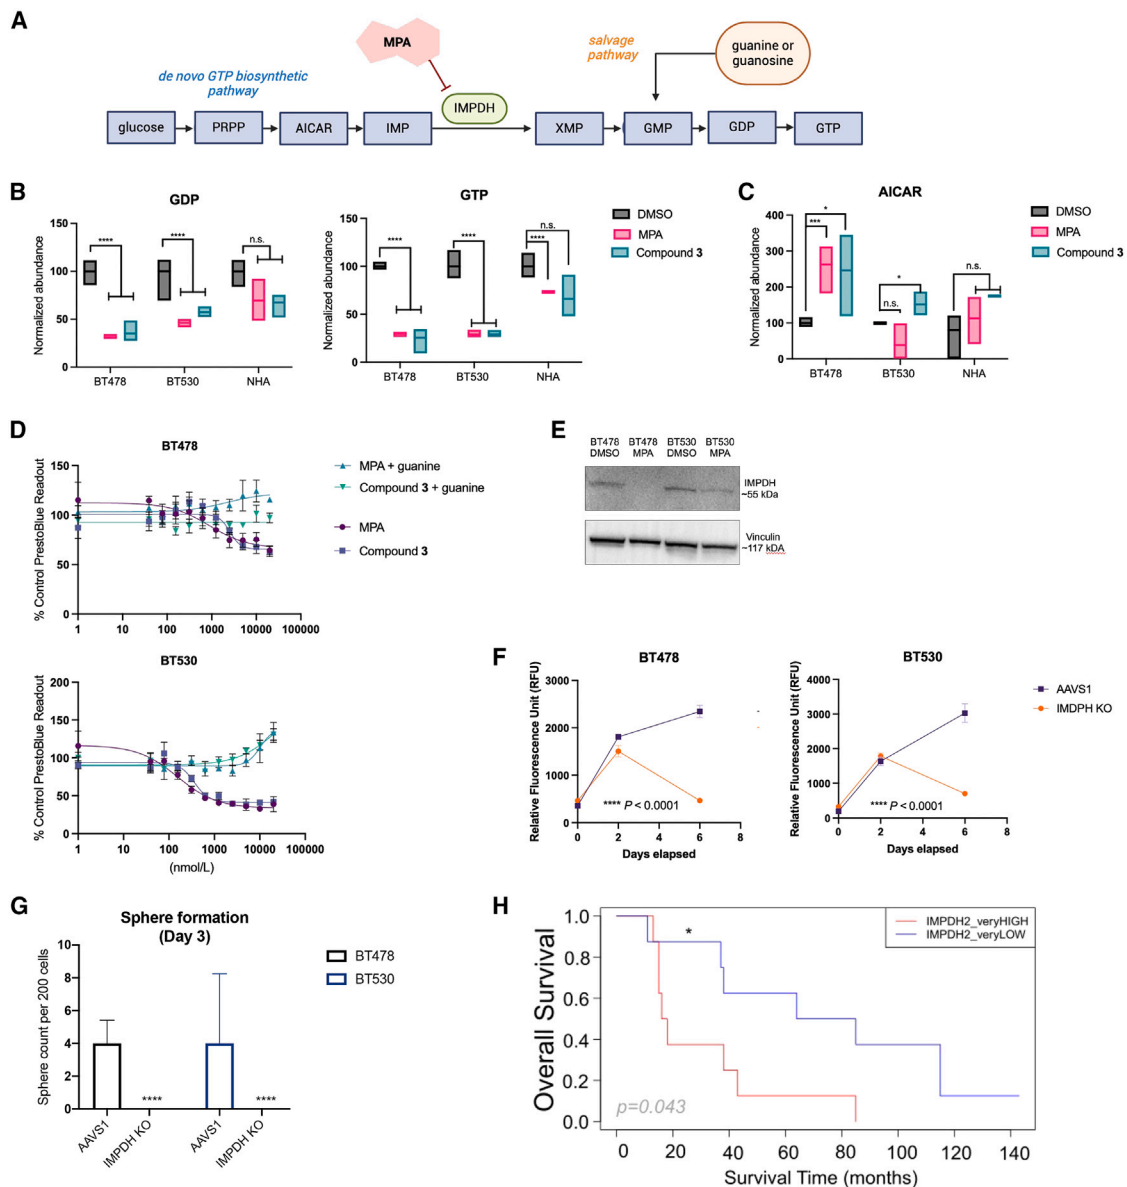 A
MPA
salvage
pathway
guanine or
guanosine
de novo GTP biosynthetic
pathway
IMPDH
glucose
PRPP
AICAR
IMP
XMP
GMP
GDP
GTP
B
GDP
Normalized abundance
150
100
50
0
****
****
n.s.
BT478
BT530
NHA
GTP
Normalized abundance
150
100
50
0
****
****
****
n.s.
BT478
BT530
NHA
DMSO
MPA
Compound 3
C
AICAR
Normalized abundance
400
300
200
100
0
***
*
n.s.
*
n.s.
BT478
BT530
NHA
DMSO
MPA
Compound 3
D
BT478
% Control PrestoBlue Readout
150
100
50
0
1
10
100
1000
10000
100000
MPA + guanine
Compound 3 + guanine
MPA
Compound 3
BT530
% Control PrestoBlue Readout
200
150
100
50
0
1
10
100
1000
10000
100000
(nmol/L)
E
BT478 BT478 BT530 BT530
DMSO MPA DMSO MPA
IMPDH
~55 kDa
Vinculin
~117 kDA
F
BT478
Relative Fluorescence Unit (RFU)
3000
2000
1000
0
0
2
4
6
8
**** P < 0.0001
Days elapsed
BT530
Relative Fluorescence Unit (RFU)
4000
3000
2000
1000
0
0
2
4
6
8
**** P < 0.0001
Days elapsed
AAVS1
IMDPH KO
G
Sphere formation
(Day 3)
Sphere count per 200 cells
10
8
6
4
2
0
****
****
AAVS1
IMPDH KO
AAVS1
IMPDH KO
BT478
BT530
H
Overall Survival
1.0
0.8
0.6
0.4
0.2
0.0
*
IMPDH2_veryHIGH
IMPDH2_veryLOW
p=0.043
0
20
40
60
80
100
120
140
Survival Time (months)